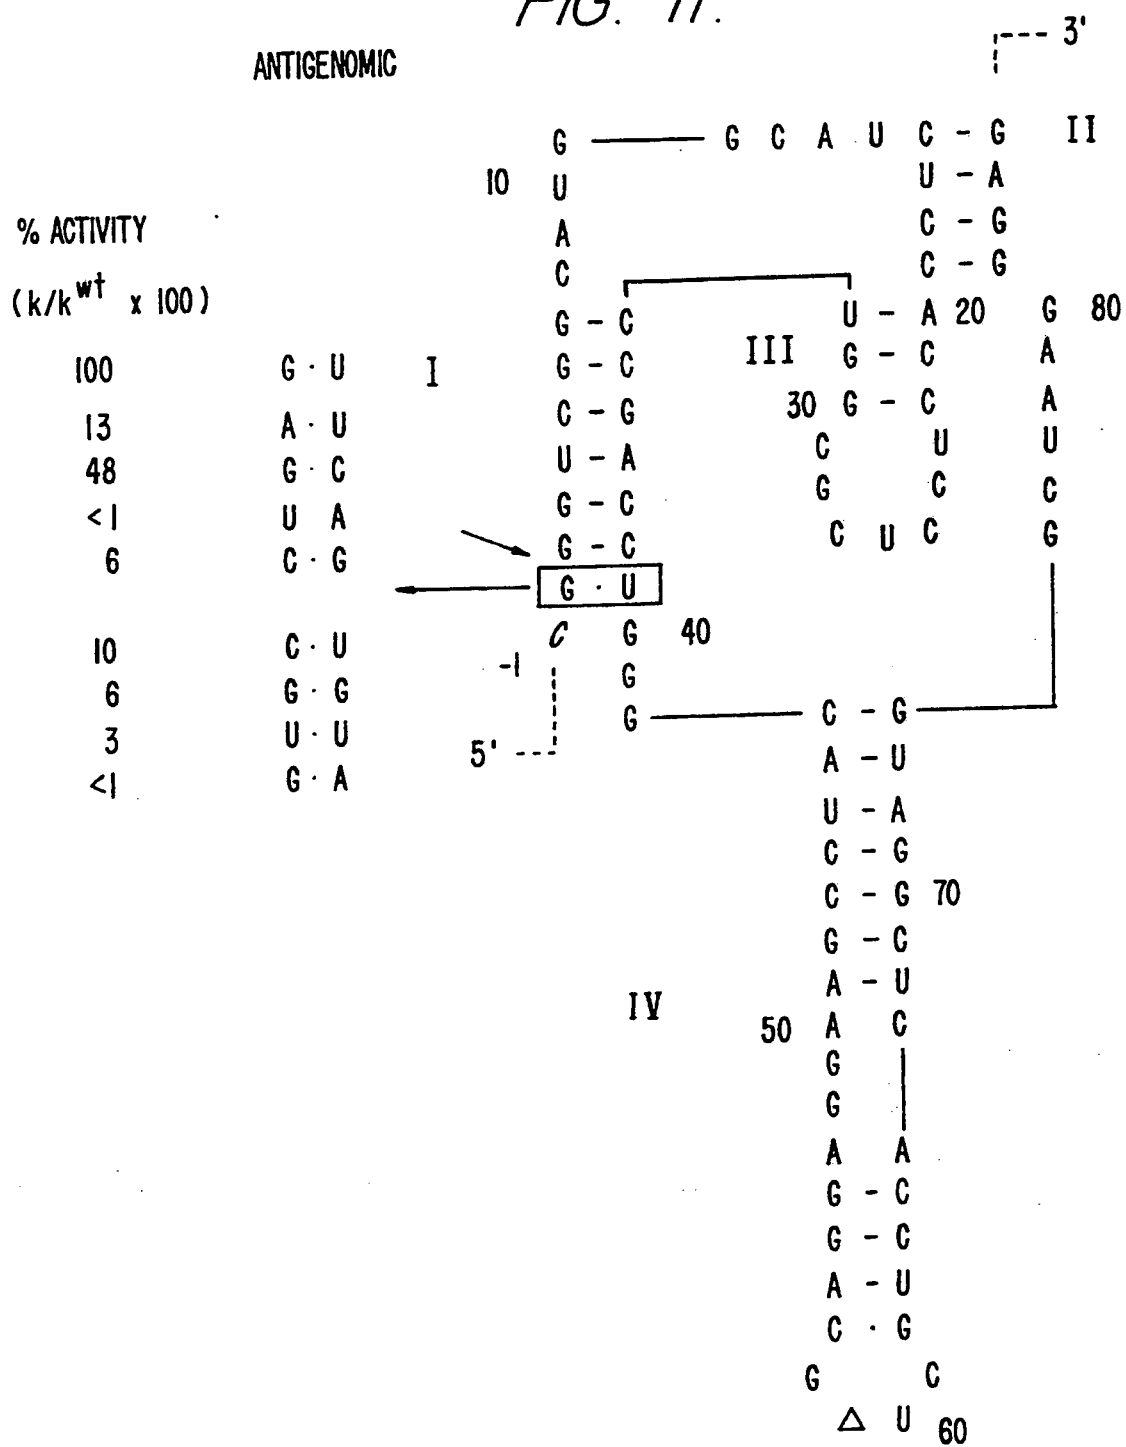 FIG. 11.
3'
ANTIGENOMIC
G G C A U C - G II
10 U U - A
% ACTIVITY A C - G
C C - G
(k/k^wt x 100)
G - C U - A 20 G 80
100 G · U I G - C III G - C A
13 A · U C - G 30 G - C A
48 G · C U - A C U U
<1 U A G - C G C C
6 C · G G - C C U C G
G · U
10 C · U C G 40
6 G · G -1 G
3 U · U G C - G
5' A - U
<1 G · A
U - A
C - G
C - G 70
G - C
A - U
IV 50 A C
G
G
A A
G - C
G - C
A - U
C · G
G C
Δ U 60